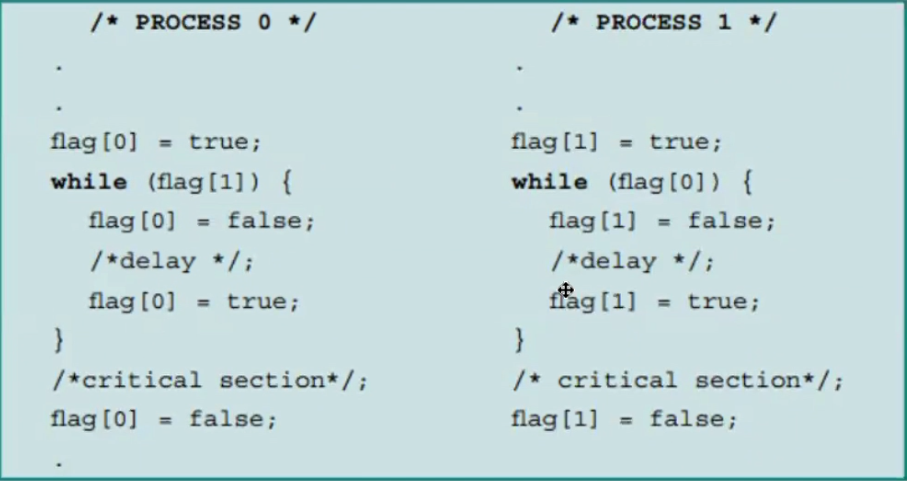 /* PROCESS 0 */
.
.
flag[0] = true;
while (flag[1]) {
flag[0] = false;
/*delay */;
flag[0] = true;
}
/*critical section*/;
flag[0] = false;
.
/* PROCESS 1 */
.
.
flag[1] = true;
while (flag[0]) {
flag[1] = false;
/*delay */;
flag[1] = true;
}
/* critical section*/;
flag[1] = false;